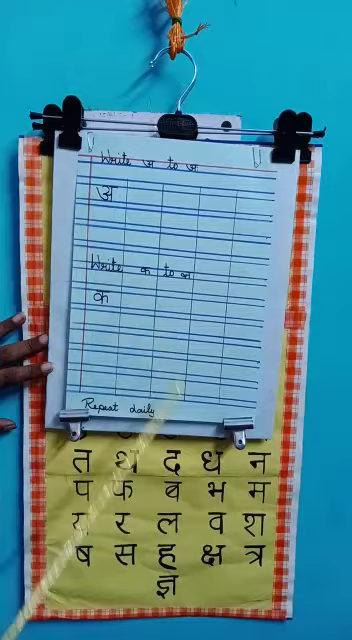 Write अ to अः
अ
Write क to ज्ञ
क
Repeat daily
त थ द ध न
प फ ब भ म
य र ल व श
ष स ह क्ष त्र
ज्ञ